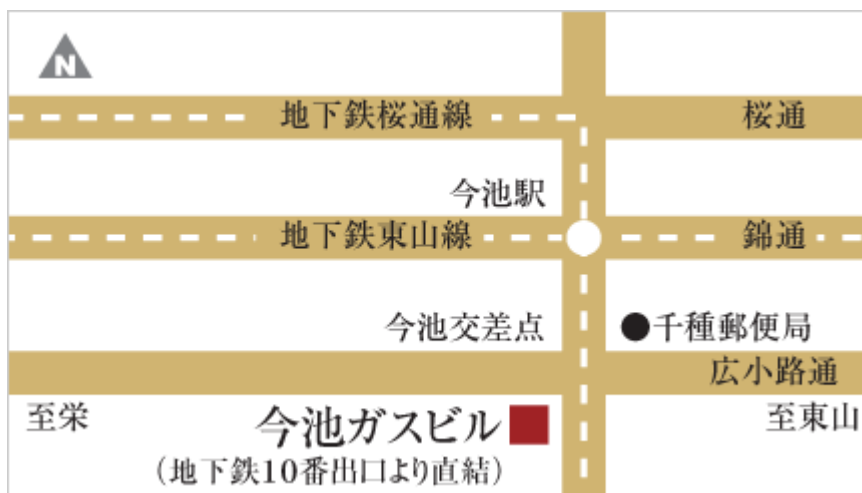 N
地下鉄桜通線
桜通
今池駅
地下鉄東山線
錦通
今池交差点
●千種郵便局
広小路通
至栄
今池ガスビル
至東山
（地下鉄10番出口より直結）